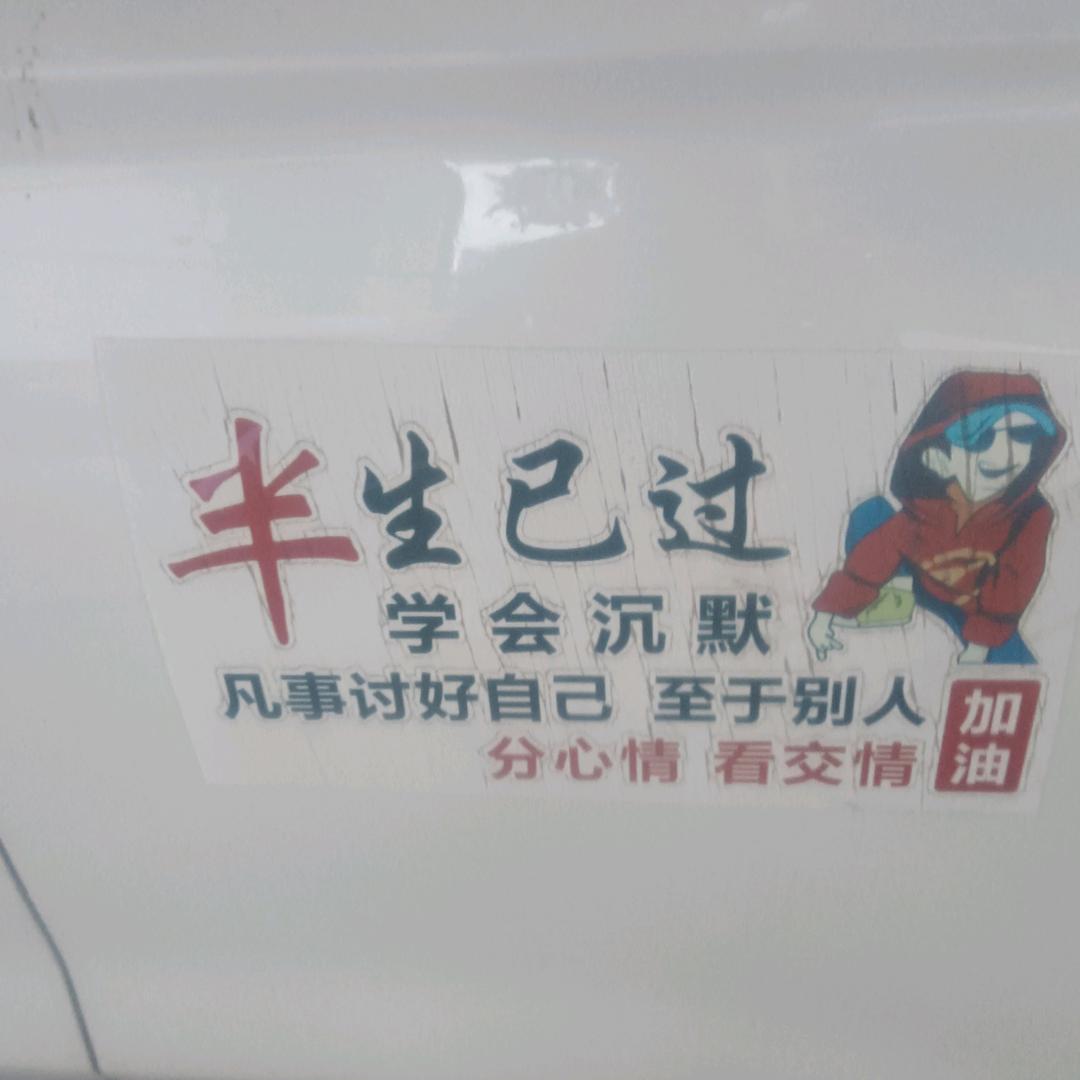 半生已过
学会沉默
凡事讨好自己 至于别人
分心情 看交情
加油